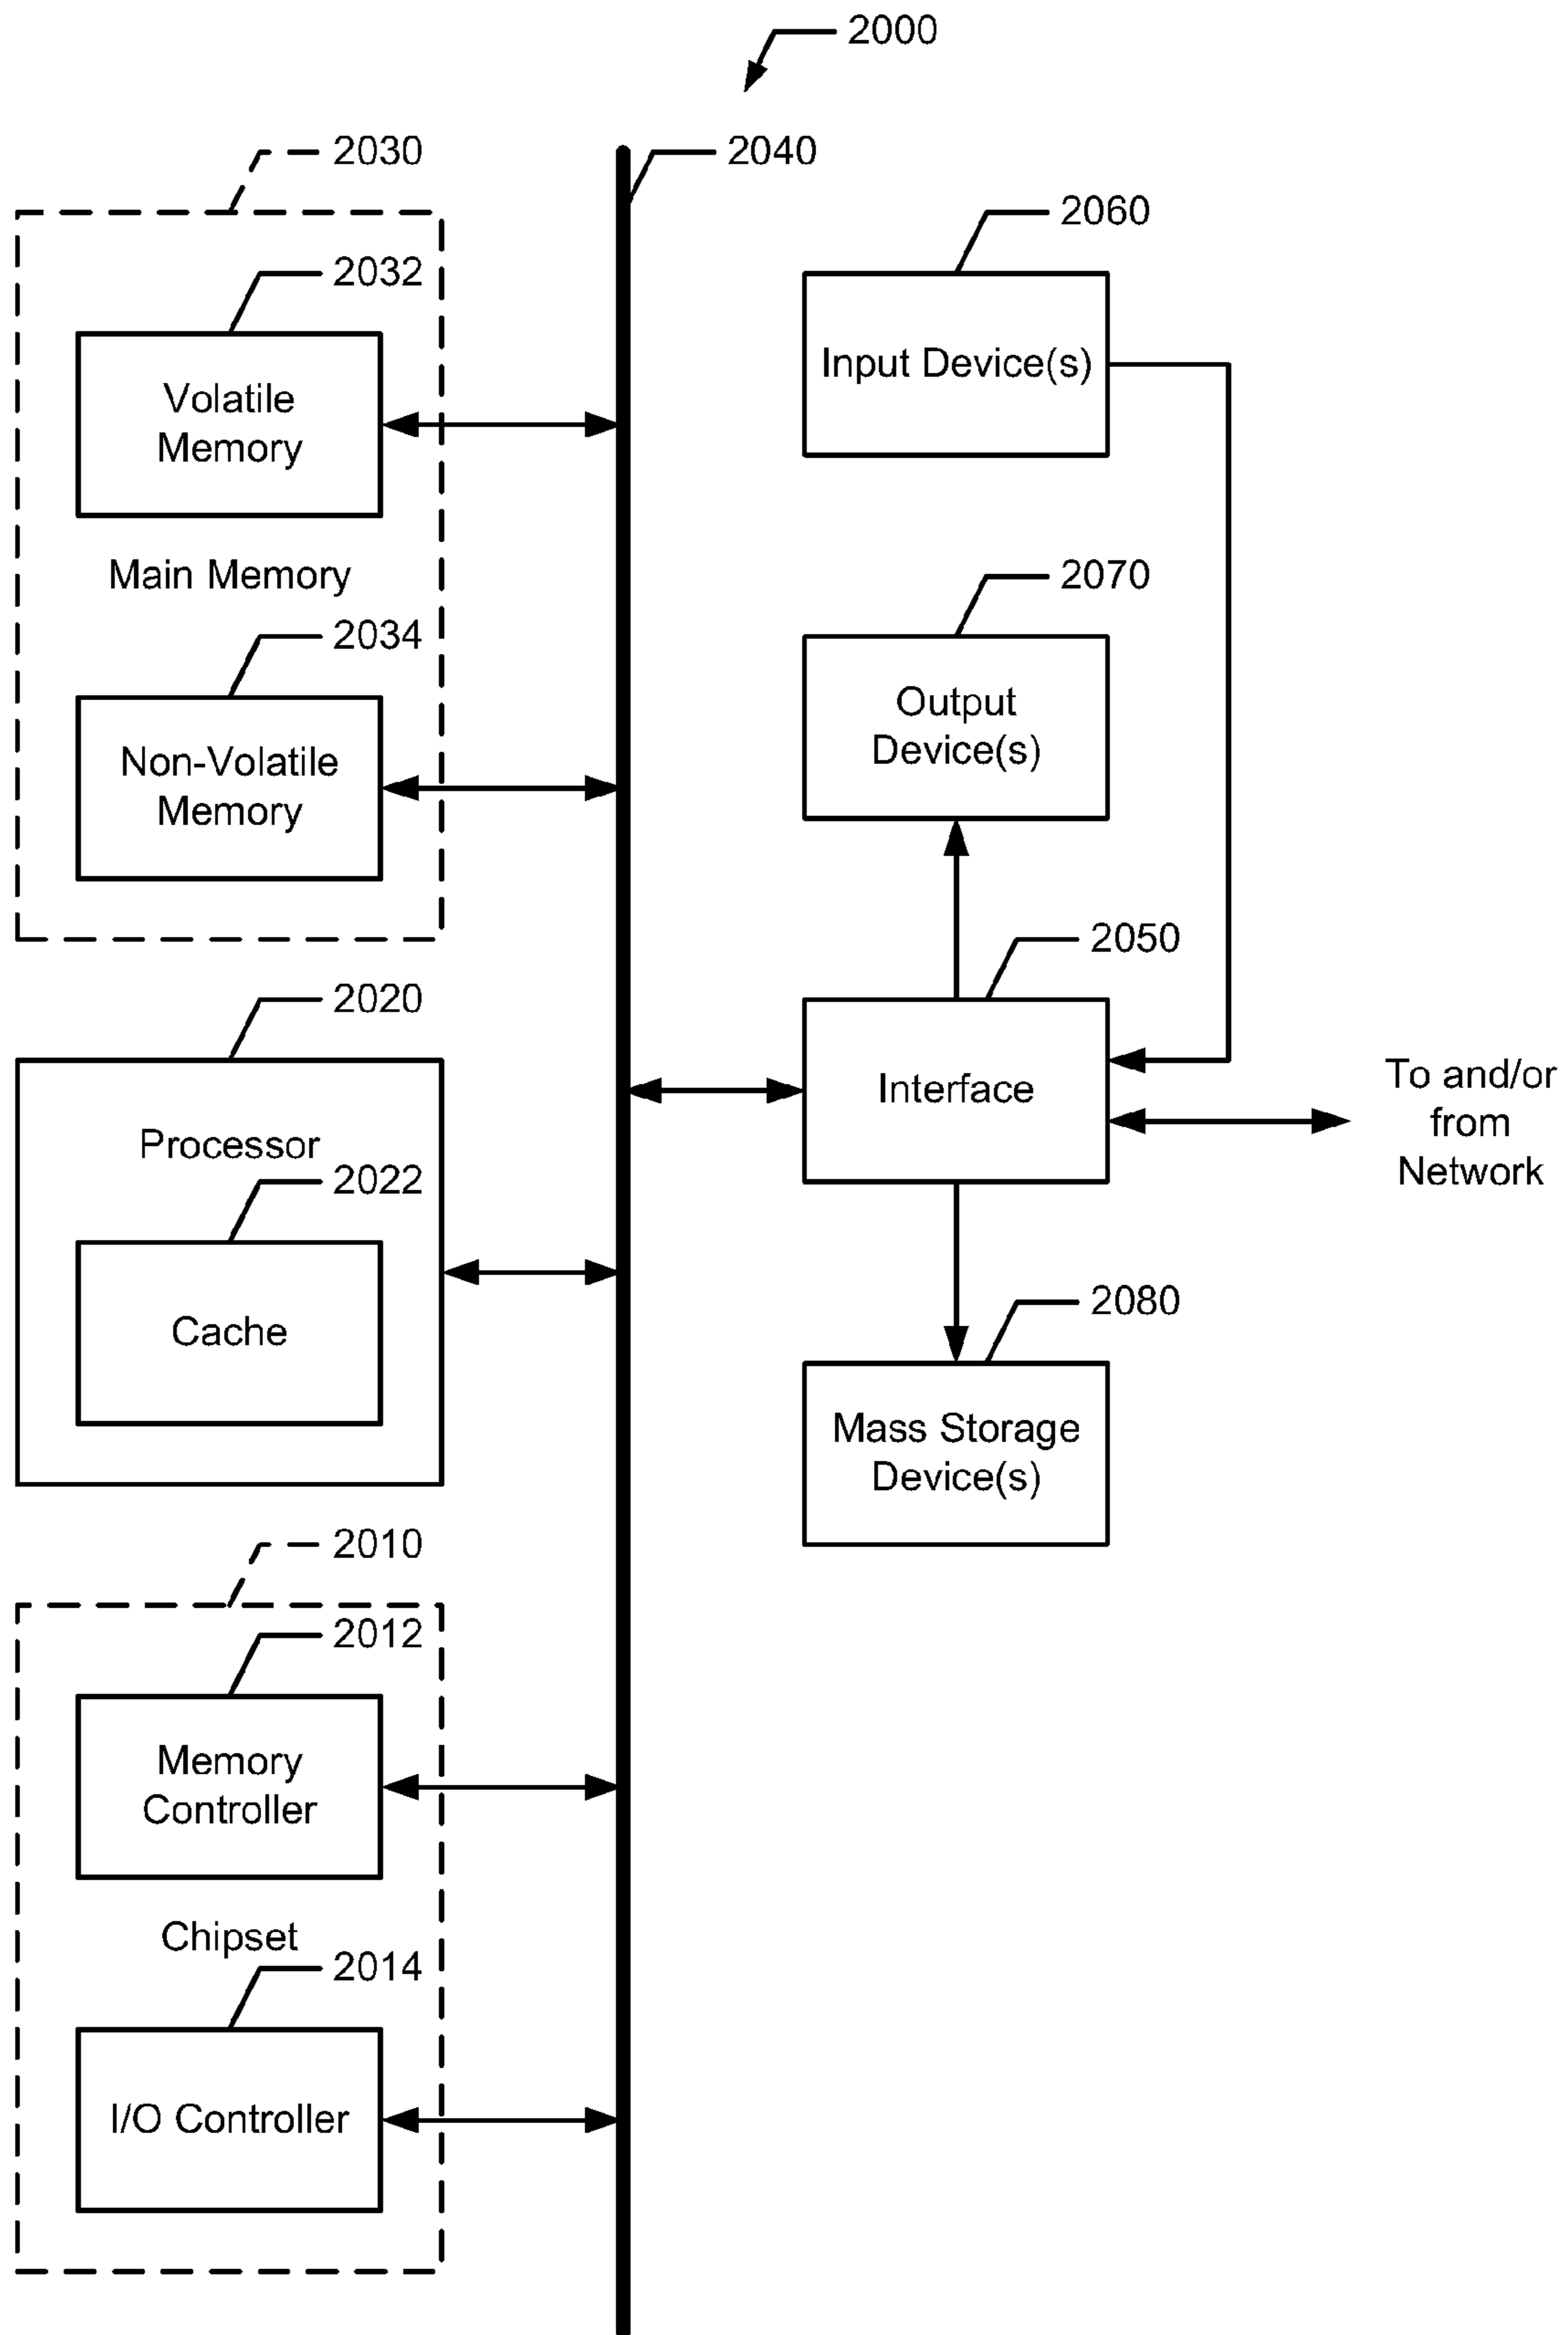 2000
2030
2040
2060
2032
Input Device(s)
Volatile
Memory
Main Memory
2070
2034
Output
Device(s)
Non-Volatile
Memory
2050
2020
Interface
To and/or
from
Network
Processor
2022
Cache
2080
Mass Storage
Device(s)
2010
2012
Memory
Controller
Chipset
2014
I/O Controller